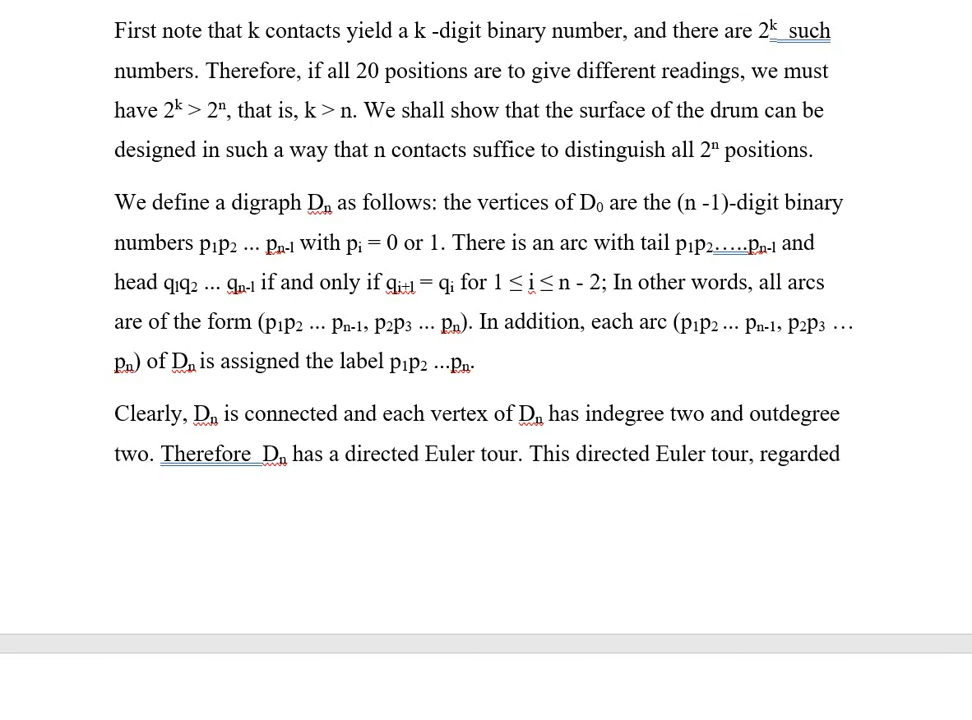 First note that k contacts yield a k -digit binary number, and there are 2ᵏ such
numbers. Therefore, if all 20 positions are to give different readings, we must
have 2ᵏ > 2ⁿ, that is, k > n. We shall show that the surface of the drum can be
designed in such a way that n contacts suffice to distinguish all 2ⁿ positions.
We define a digraph Dₙ as follows: the vertices of D₀ are the (n -1)-digit binary
numbers p₁p₂ ... pₙ₋ₗ with pᵢ = 0 or 1. There is an arc with tail p₁p₂…..pₙ₋ₗ and
head qₗq₂ ... qₙ₋ₗ if and only if qᵢ₊ₗ = qᵢ for 1 ≤ i ≤ n - 2; In other words, all arcs
are of the form (p₁p₂ ... pₙ₋₁, p₂p₃ ... pₙ). In addition, each arc (p₁p₂ ... pₙ₋₁, p₂p₃ …
pₙ) of Dₙ is assigned the label p₁p₂ ...pₙ.
Clearly, Dₙ is connected and each vertex of Dₙ has indegree two and outdegree
two. Therefore Dₙ has a directed Euler tour. This directed Euler tour, regarded